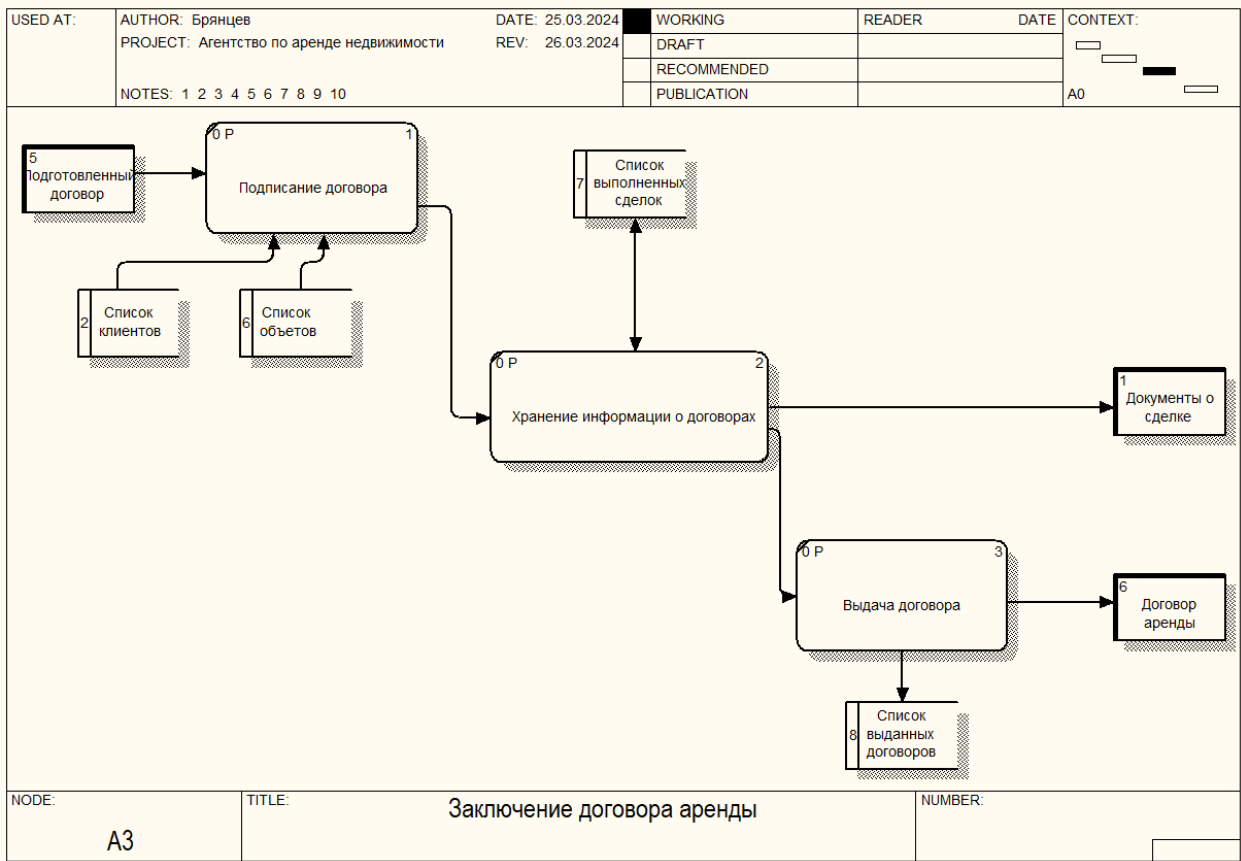 USED AT:
AUTHOR: Брянцев
DATE: 25.03.2024
PROJECT: Агентство по аренде недвижимости
REV: 26.03.2024
NOTES: 1 2 3 4 5 6 7 8 9 10
WORKING
DRAFT
RECOMMENDED
PUBLICATION
READER
DATE
CONTEXT:
A0
5
Подготовленный
договор
0 Р
1
Подписание договора
2
Список
клиентов
6
Список
объетов
7
Список
выполненных
сделок
0 Р
2
Хранение информации о договорах
1
Документы о
сделке
0 Р
3
Выдача договора
6
Договор
аренды
8
Список
выданных
договоров
NODE:
A3
TITLE:
Заключение договора аренды
NUMBER: